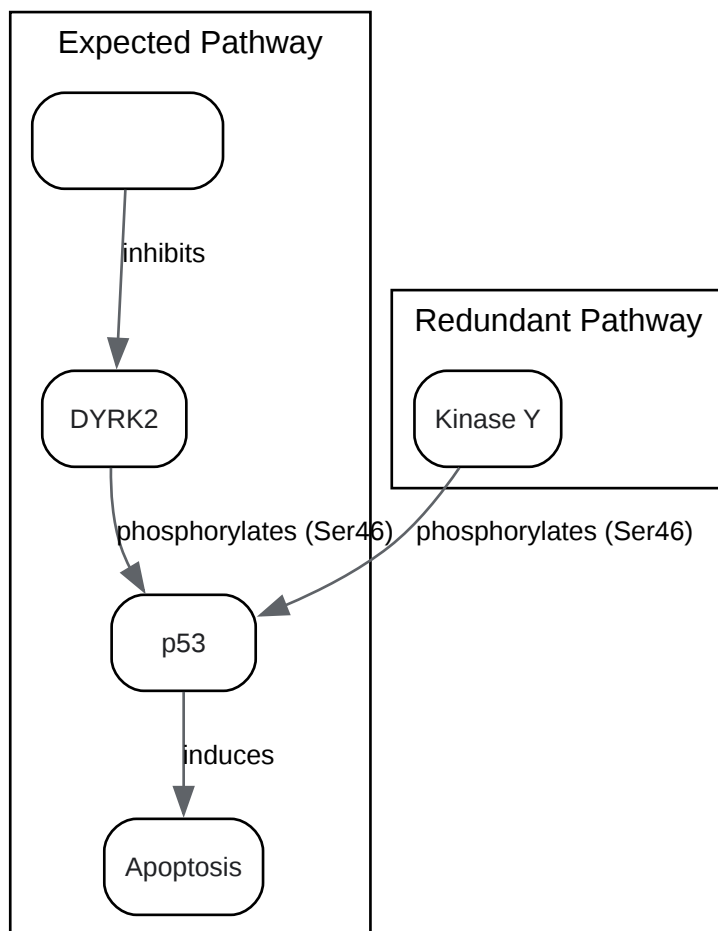 Expected Pathway
inhibits
Redundant Pathway
DYRK2
Kinase Y
phosphorylates (Ser46)
phosphorylates (Ser46)
p53
induces
Apoptosis